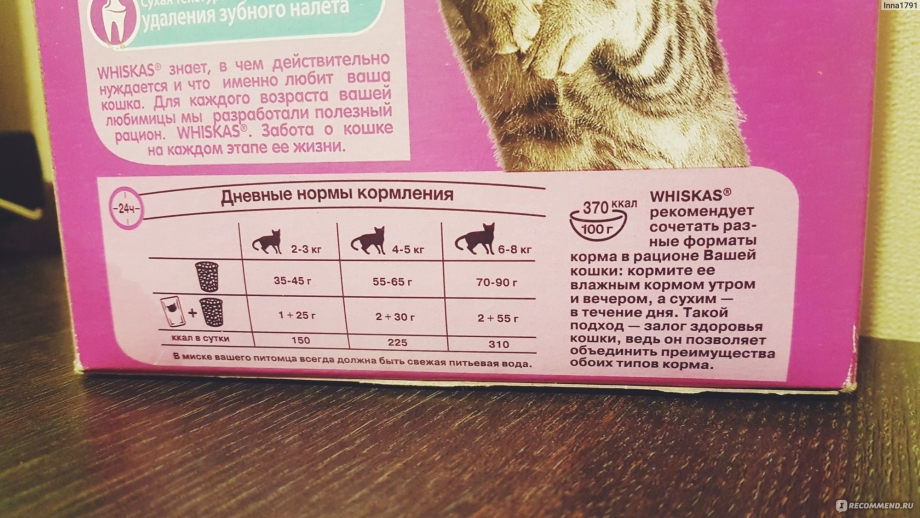 Inna1791
Сухая
удаления зубного налёта
WHISKAS® знает, в чем действительно
нуждается и что именно любит ваша
кошка. Для каждого возраста вашей
любимицы мы разработали полезный
рацион. WHISKAS®. Забота о кошке
на каждом этапе ее жизни.
-24ч-
Дневные нормы кормления
2-3 кг 4-5 кг 6-8 кг
35-45 г 55-65 г 70-90 г
+ 1 + 25 г 2 + 30 г 2 + 55 г
ккал в сутки 150 225 310
В миске вашего питомца всегда должна быть свежая питьевая вода.
370 ккал
100 г
WHISKAS®
рекомендует
сочетать раз-
ные форматы
корма в рационе Вашей
кошки: кормите ее
влажным кормом утром
и вечером, а сухим —
в течение дня. Такой
подход — залог здоровья
кошки, ведь он позволяет
объединить преимущества
обоих типов корма.
RECOMMEND.RU